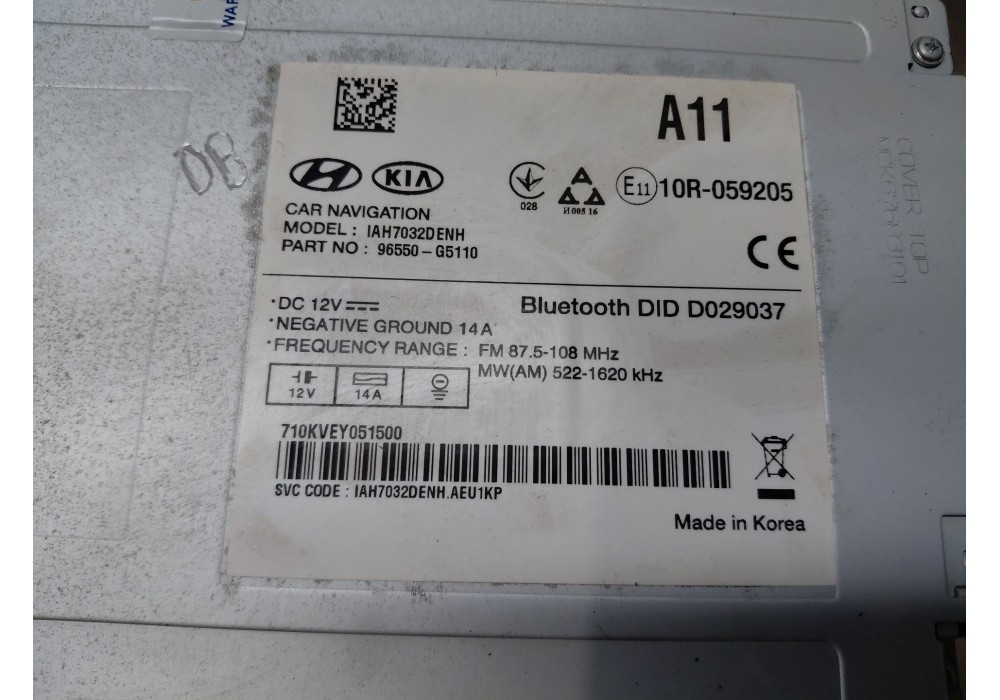 WAR
A11
KIA
028
И 005 16
E11 10R-059205
CE
CAR NAVIGATION
MODEL : IAH7032DENH
PART NO : 96550-G5110
·DC 12V
·NEGATIVE GROUND 14A
·FREQUENCY RANGE : FM 87.5-108 MHz
MW(AM) 522-1620 kHz
Bluetooth DID D029037
12V
14A
710KVEY051500
SVC CODE : IAH7032DENH.AEU1KP
Made in Korea
DB
COVER TOP